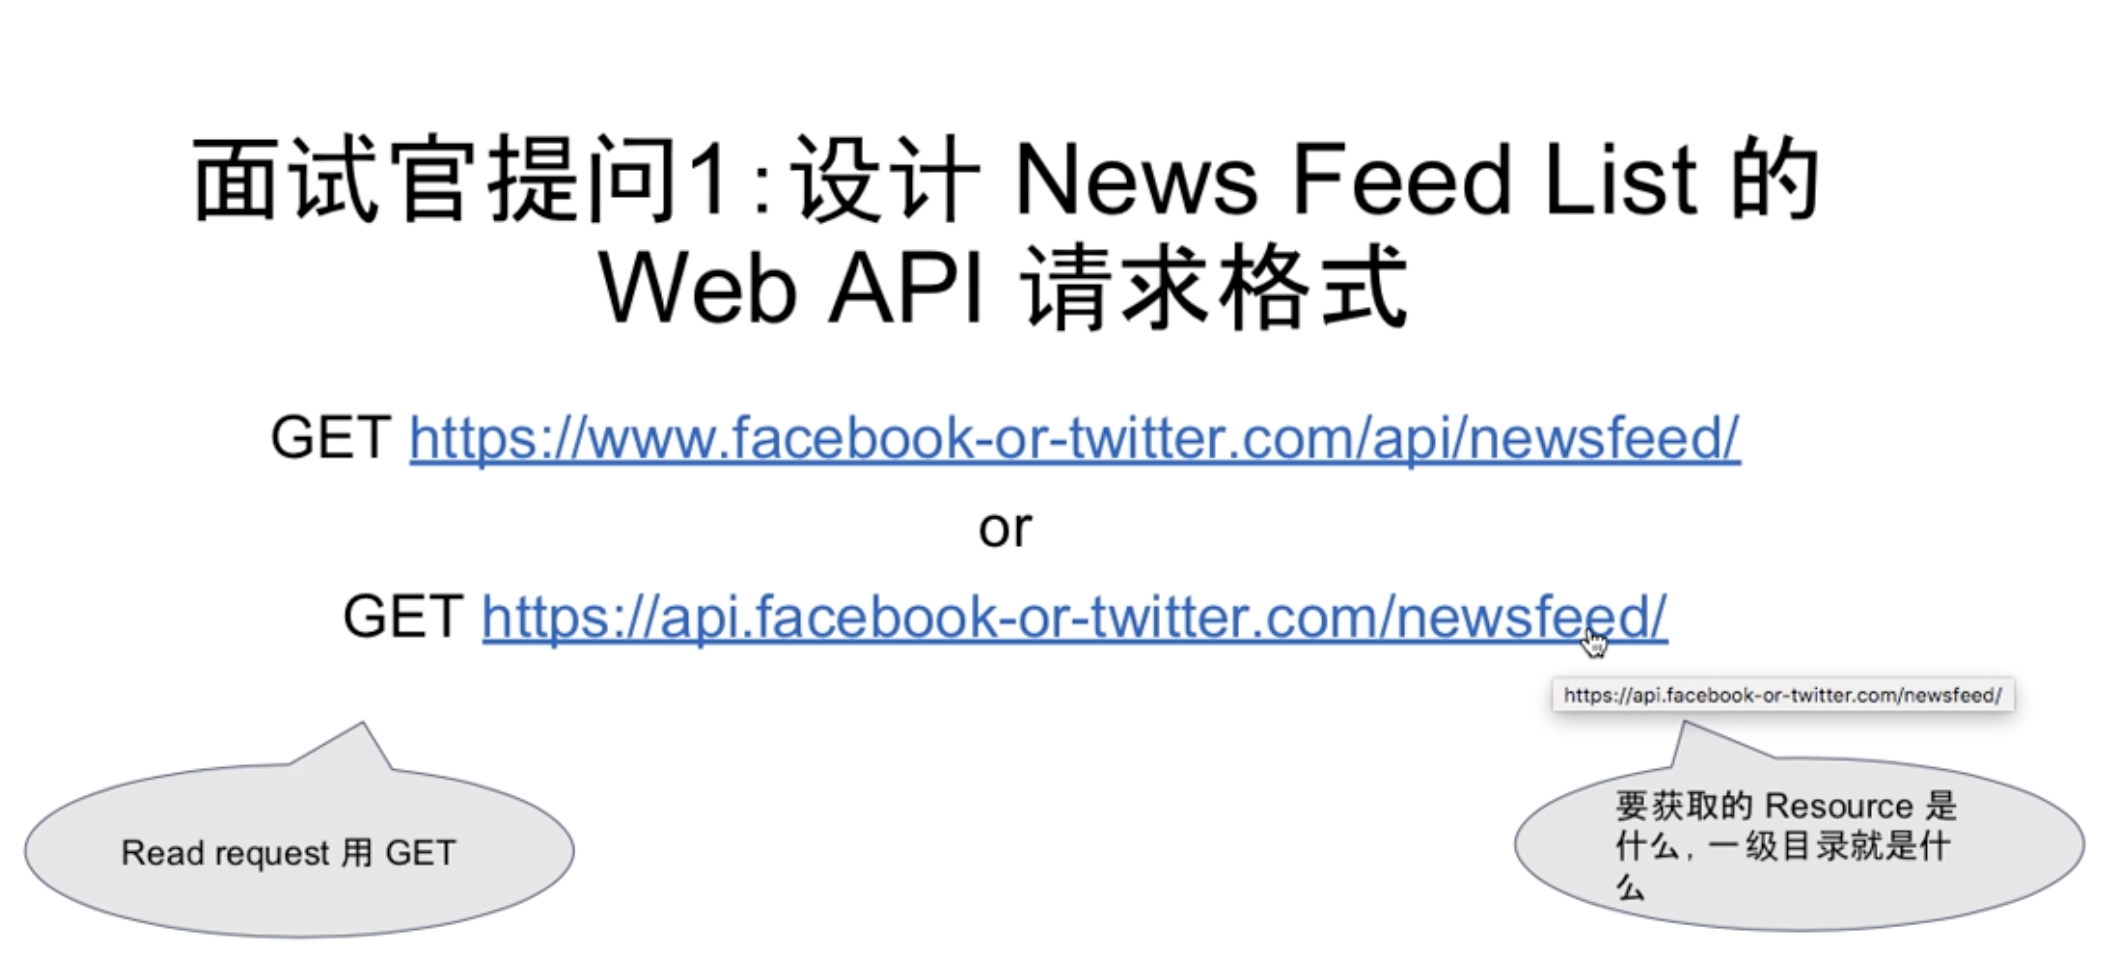 面试官提问1：设计 News Feed List 的
Web API 请求格式
GET https://www.facebook-or-twitter.com/api/newsfeed/
or
GET https://api.facebook-or-twitter.com/newsfeed/
https://api.facebook-or-twitter.com/newsfeed/
Read request 用 GET
要获取的 Resource 是
什么，一级目录就是什
么